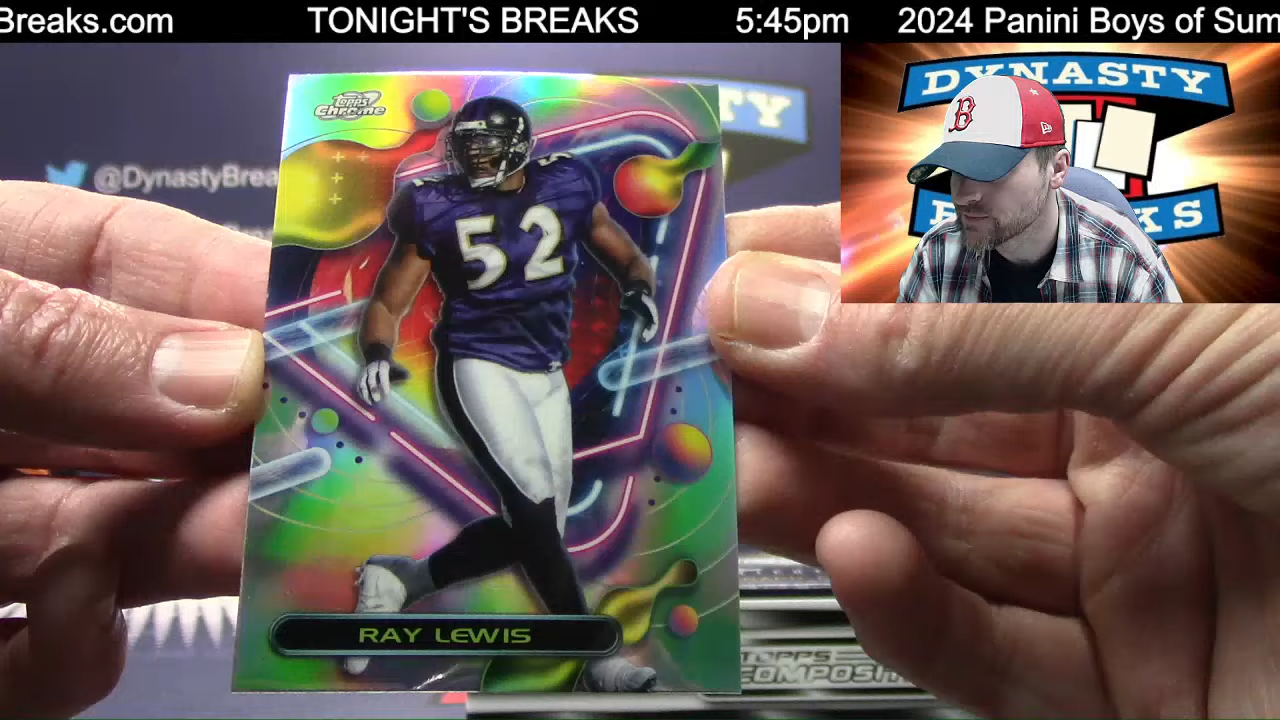 Breaks.com TONIGHT'S BREAKS 5:45pm 2024 Panini Boys of Sum
DYNASTY
B
@DynastyBrea
TY
KS
Topps
Chrome
52
RAY LEWIS
TOPPS
COMPOSIT